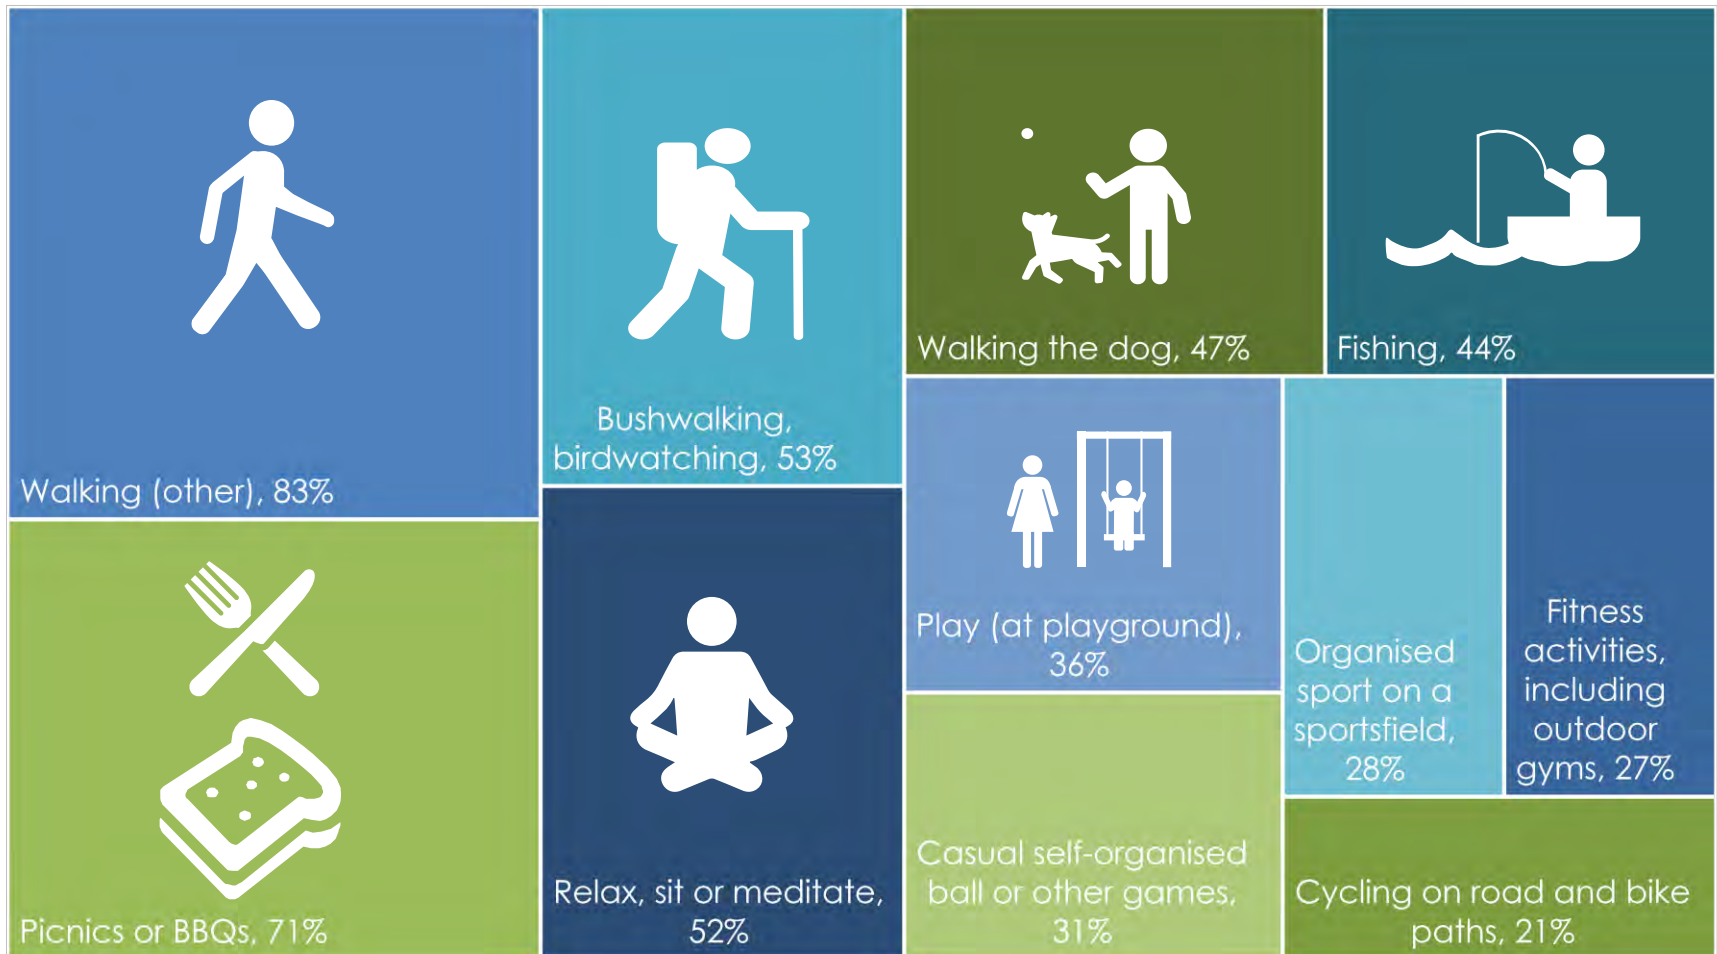 Walking (other), 83%
Picnics or BBQs, 71%
Bushwalking,
birdwatching, 53%
Relax, sit or meditate,
52%
Walking the dog, 47%
Fishing, 44%
Play (at playground),
36%
Casual self-organised
ball or other games,
31%
Organised
sport on a
sportsfield,
28%
Fitness
activities,
including
outdoor
gyms, 27%
Cycling on road and bike
paths, 21%